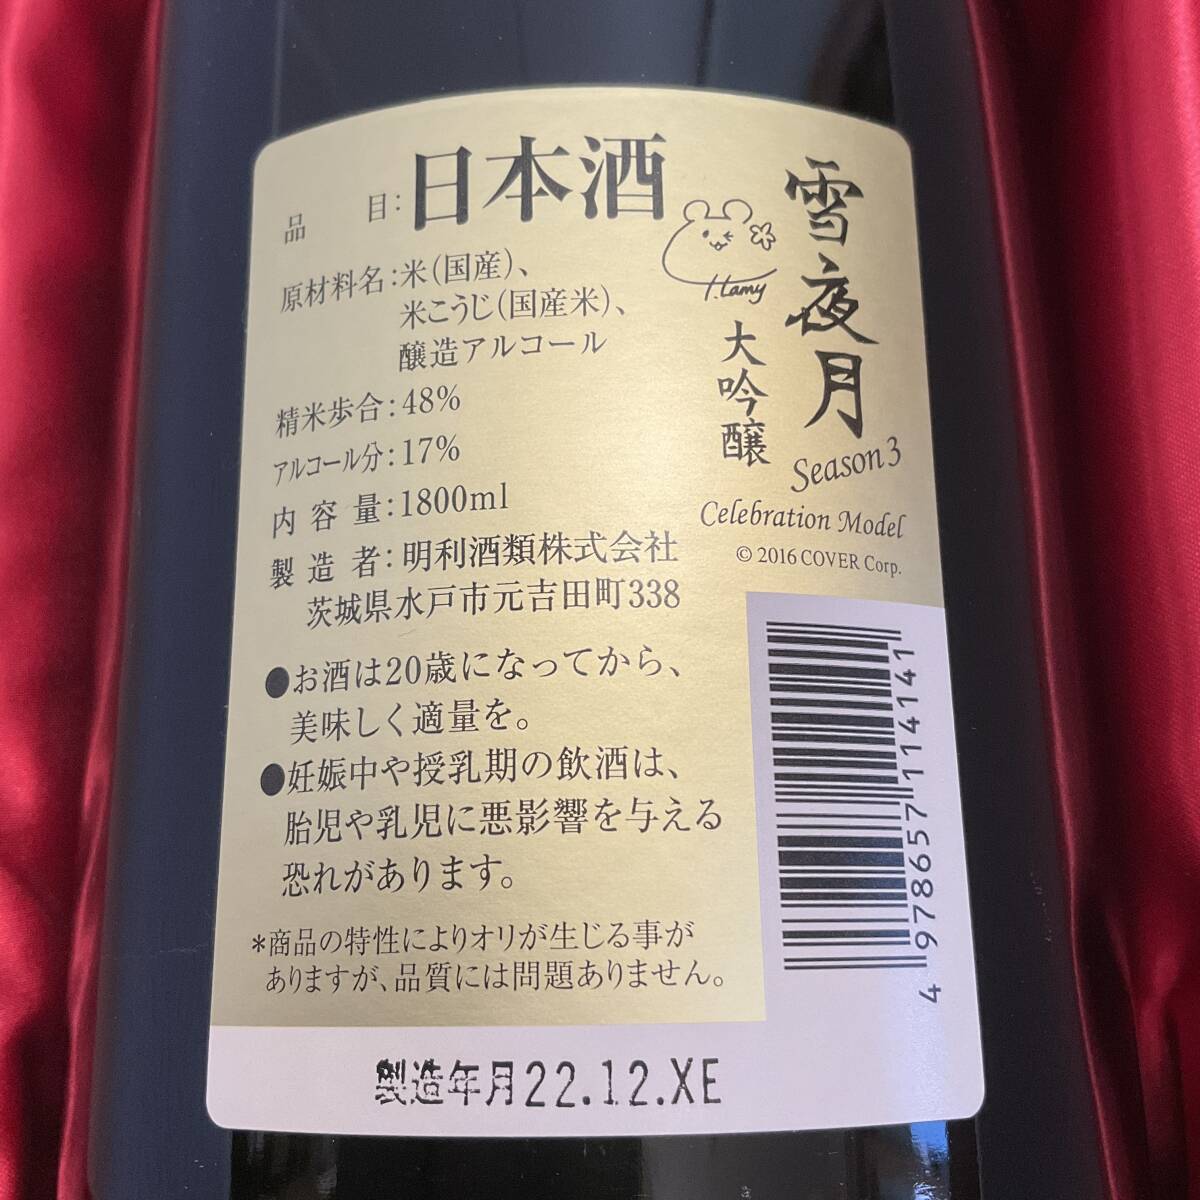 雪夜月
大吟醸
Season 3
Celebration Model
© 2016 COVER Corp.
l.Lamy
品 目:日本酒
原材料名:米(国産)、
米こうじ(国産米)、
醸造アルコール
精米歩合:48%
アルコール分:17%
内容量:1800ml
製造者:明利酒類株式会社
茨城県水戸市元吉田町338
●お酒は20歳になってから、
美味しく適量を。
●妊娠中や授乳期の飲酒は、
胎児や乳児に悪影響を与える
恐れがあります。
*商品の特性によりオリが生じる事が
ありますが、品質には問題ありません。
4978657114141
製造年月22.12.XE